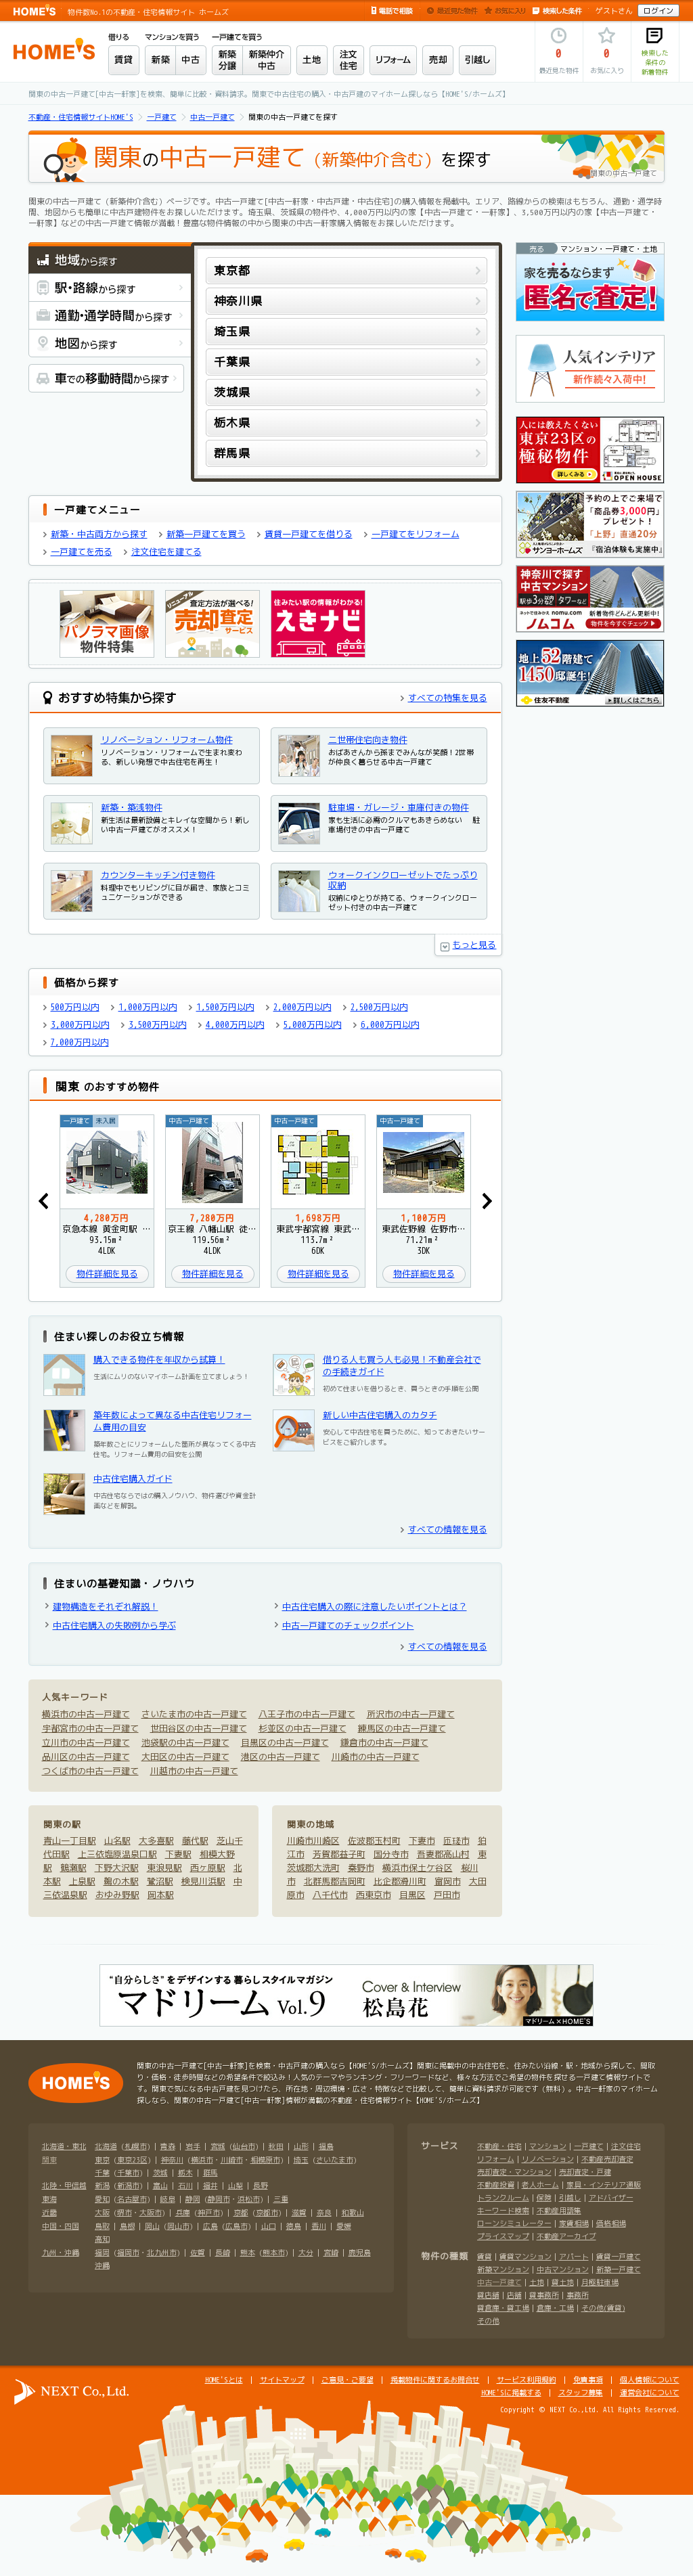 HOME'S 物件数No.1の不動産・住宅情報サイト ホームズ
電話で相談 最近見た物件 お気に入り 検索した条件 ゲストさん ログイン
HOME'S
借りる マンションを買う 一戸建てを買う
賃貸 新築 中古 新築分譲 新築仲介中古 土地 注文住宅 リフォーム 売却 引越し
0 最近見た物件
0 お気に入り
検索した条件の新着物件
関東の中古一戸建て[中古一軒家]を検索、簡単に比較・資料請求。関東で中古住宅の購入・中古戸建のマイホーム探しなら【HOME'S/ホームズ】
不動産・住宅情報サイトHOME'S 一戸建て 中古一戸建て 関東の中古一戸建てを探す
関東の中古一戸建て（新築仲介含む）を探す
関東の中古一戸建て
関東の中古一戸建て（新築仲介含む）ページです。中古一戸建て[中古一軒家・中古戸建・中古住宅]の購入情報を掲載中。エリア、路線からの検索はもちろん、通勤・通学時
間、地図からも簡単に中古戸建物件をお探しいただけます。埼玉県、茨城県の物件や、4,000万円以内の家【中古一戸建て・一軒家】、3,500万円以内の家【中古一戸建て・
一軒家】などの中古一戸建て情報が満載！豊富な物件情報の中から関東の中古一軒家購入情報をお探しいただけます。
地域から探す
駅・路線から探す
通勤・通学時間から探す
地図から探す
車での移動時間から探す
東京都
神奈川県
埼玉県
千葉県
茨城県
栃木県
群馬県
売る マンション・一戸建て・土地
家を売るならまず
匿名で査定!
人気インテリア
新作続々入荷中!
人には教えたくない
東京23区の
極秘物件
詳しくみる
OPEN HOUSE
予約の上でご来場で
「商品券3,000円」
プレゼント!
「上野」直通20分
サンヨーホームズ 『宿泊体験も実施中』
神奈川で探す
中古マンション
駅歩3分 タワーなど
ネットで住みかえ nomu.com
ノムコム
新着物件どんどん更新中!
物件を今すぐチェック
地上52階建て
1450邸誕生!
住友不動産 詳しくはこちら
一戸建てメニュー
新築・中古両方から探す 新築一戸建てを買う 賃貸一戸建てを借りる 一戸建てをリフォーム
一戸建てを売る 注文住宅を建てる
パノラマ画像
物件特集
リニューアル
査定方法が選べる!
売却査定
サービス
住みたい駅の情報がわかる!
えきナビ
おすすめ特集から探す
すべての特集を見る
リノベーション・リフォーム物件
リノベーション・リフォームで生まれ変わ
る、新しい発想で中古住宅を再生！
二世帯住宅向き物件
おばあさんから孫までみんなが笑顔！2世帯
が仲良く暮らせる中古一戸建て
新築・築浅物件
新生活は最新設備とキレイな空間から！新し
い中古一戸建てがオススメ！
駐車場・ガレージ・車庫付きの物件
家も生活に必需のクルマもあきらめない 駐
車場付きの中古一戸建て
カウンターキッチン付き物件
料理中でもリビングに目が届き、家族とコミ
ュニケーションができる
ウォークインクローゼットでたっぷり
収納
収納にゆとりが持てる、ウォークインクロー
ゼット付きの中古一戸建て
もっと見る
価格から探す
500万円以内 1,000万円以内 1,500万円以内 2,000万円以内 2,500万円以内
3,000万円以内 3,500万円以内 4,000万円以内 5,000万円以内 6,000万円以内
7,000万円以内
関東 のおすすめ物件
一戸建て 未入居
4,280万円
京急本線 黄金町駅 …
93.15m²
4LDK
物件詳細を見る
中古一戸建て
7,280万円
京王線 八幡山駅 徒…
119.56m²
4LDK
物件詳細を見る
中古一戸建て
1,698万円
東武宇都宮線 東武…
113.7m²
6DK
物件詳細を見る
中古一戸建て
1,100万円
東武佐野線 佐野市…
71.21m²
3DK
物件詳細を見る
住まい探しのお役立ち情報
購入できる物件を年収から試算！
生活にムリのないマイホーム計画を立てましょう！
借りる人も買う人も必見！不動産会社で
の手続きガイド
初めて住まいを借りるとき、買うときの手順を公開
築年数によって異なる中古住宅リフォー
ム費用の目安
築年数ごとにリフォームした箇所が異なってくる中古
住宅。リフォーム費用の目安を公開
新しい中古住宅購入のカタチ
安心して中古住宅を買うために、知っておきたいサー
ビスをご紹介します。
中古住宅購入ガイド
中古住宅ならではの購入ノウハウ、物件選びや資金計
画などを解説。
すべての情報を見る
住まいの基礎知識・ノウハウ
建物構造をそれぞれ解説！ 中古住宅購入の際に注意したいポイントとは？
中古住宅購入の失敗例から学ぶ 中古一戸建てのチェックポイント
すべての情報を見る
人気キーワード
横浜市の中古一戸建て さいたま市の中古一戸建て 八王子市の中古一戸建て 所沢市の中古一戸建て
宇都宮市の中古一戸建て 世田谷区の中古一戸建て 杉並区の中古一戸建て 練馬区の中古一戸建て
立川市の中古一戸建て 池袋駅の中古一戸建て 目黒区の中古一戸建て 鎌倉市の中古一戸建て
品川区の中古一戸建て 大田区の中古一戸建て 港区の中古一戸建て 川崎市の中古一戸建て
つくば市の中古一戸建て 川越市の中古一戸建て
関東の駅
青山一丁目駅 山名駅 大多喜駅 藤代駅 芝山千
代田駅 上三依塩原温泉口駅 下妻駅 相模大野
駅 鶴瀬駅 下野大沢駅 東浪見駅 西ヶ原駅 北
本駅 上泉駅 鵜の木駅 鷺沼駅 検見川浜駅 中
三依温泉駅 おゆみ野駅 岡本駅
関東の地域
川崎市川崎区 佐波郡玉村町 下妻市 匝瑳市 狛
江市 芳賀郡益子町 国分寺市 吾妻郡高山村 東
茨城郡大洗町 秦野市 横浜市保土ケ谷区 桜川
市 北群馬郡吉岡町 比企郡滑川町 富岡市 大田
原市 八千代市 西東京市 目黒区 戸田市
“自分らしさ”をデザインする暮らしスタイルマガジン
マドリーム Vol.9
Cover & Interview
松島花
マドリーム×HOME'S
HOME'S
関東の中古一戸建て[中古一軒家]を検索・中古戸建の購入なら【HOME'S/ホームズ】関東に掲載中の中古住宅を、住みたい沿線・駅・地域から探して、間取
り・価格・徒歩時間などの希望条件で絞込み！人気のテーマやランキング・フリーワードなど、様々な方法でご希望の物件を探せる一戸建て情報サイトで
す。関東で気になる中古戸建を見つけたら、所在地・周辺環境・広さ・特徴などで比較して、簡単に資料請求が可能です（無料）。中古一軒家のマイホーム
探しなら、関東の中古一戸建て[中古一軒家]情報が満載の不動産・住宅情報サイト【HOME'S/ホームズ】
北海道・東北 北海道 (札幌市) | 青森 | 岩手 | 宮城 (仙台市) | 秋田 | 山形 | 福島
関東 東京 (東京23区) | 神奈川 (横浜市・川崎市・相模原市) | 埼玉 (さいたま市)
千葉 (千葉市) | 茨城 | 栃木 | 群馬
北陸・甲信越 新潟 (新潟市) | 富山 | 石川 | 福井 | 山梨 | 長野
東海 愛知 (名古屋市) | 岐阜 | 静岡 (静岡市・浜松市) | 三重
近畿 大阪 (堺市・大阪市) | 兵庫 (神戸市) | 京都 (京都市) | 滋賀 | 奈良 | 和歌山
中国・四国 鳥取 | 島根 | 岡山 (岡山市) | 広島 (広島市) | 山口 | 徳島 | 香川 | 愛媛
高知
九州・沖縄 福岡 (福岡市・北九州市) | 佐賀 | 長崎 | 熊本 (熊本市) | 大分 | 宮崎 | 鹿児島
沖縄
サービス
不動産・住宅 | マンション | 一戸建て | 注文住宅
リフォーム | リノベーション | 不動産売却査定
売却査定・マンション | 売却査定・戸建
不動産投資 | 老人ホーム | 家具・インテリア通販
トランクルーム | 保険 | 引越し | アドバイザー
キーワード検索 | 不動産用語集
ローンシミュレーター | 家賃相場 | 価格相場
プライスマップ | 不動産アーカイブ
物件の種類
賃貸 | 賃貸マンション | アパート | 賃貸一戸建て
新築マンション | 中古マンション | 新築一戸建て
中古一戸建て | 土地 | 貸土地 | 月極駐車場
貸店舗 | 店舗 | 貸事務所 | 事務所
貸倉庫・貸工場 | 倉庫・工場 | その他(賃貸)
その他
NEXT Co.,Ltd.
HOME'Sとは | サイトマップ | ご意見・ご要望 | 掲載物件に関するお問合せ | サービス利用規約 | 免責事項 | 個人情報について
HOME'Sに掲載する | スタッフ募集 | 運営会社について
Copyright © NEXT Co.,Ltd. All Rights Reserved.